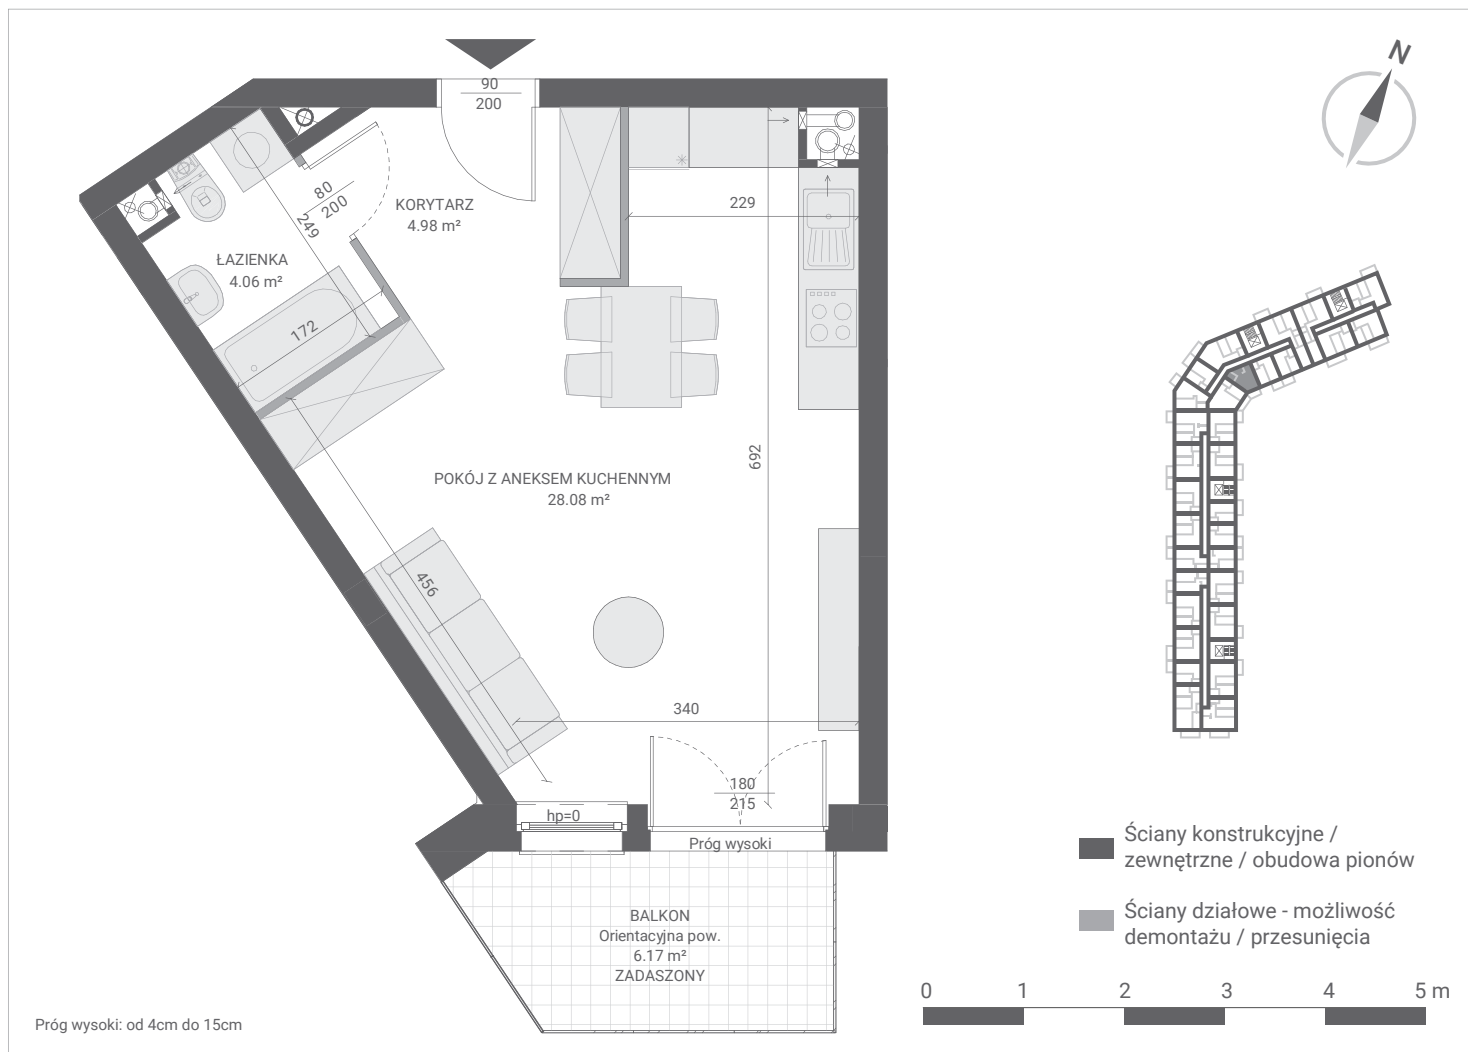 90
200
N
80
200
249
KORYTARZ
4.98 m²
229
ŁAZIENKA
4.06 m²
172
692
POKÓJ Z ANEKSEM KUCHENNYM
28.08 m²
456
340
180
215
hp=0
Próg wysoki
Ściany konstrukcyjne /
zewnętrzne / obudowa pionów
Ściany działowe - możliwość
demontażu / przesunięcia
BALKON
Orientacyjna pow.
6.17 m²
ZADASZONY
0 1 2 3 4 5 m
Próg wysoki: od 4cm do 15cm